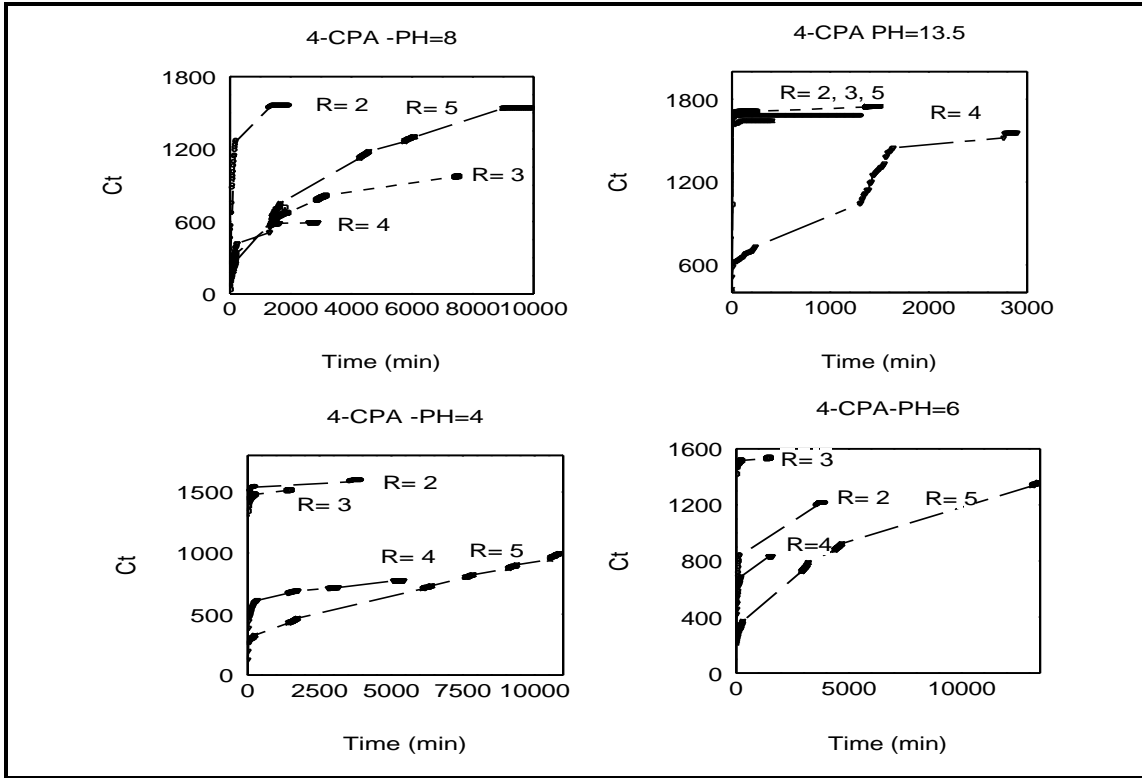 4-CPA -PH=8
1800
1200
600
0
Ct
R= 2
R= 5
R= 3
R= 4
0 2000 4000 6000 8000 10000
Time (min)
4-CPA PH=13.5
1800
1200
600
Ct
R= 2, 3, 5
R= 4
0 1000 2000 3000
Time (min)
4-CPA -PH=4
1500
1000
500
0
Ct
R= 2
R= 3
R= 4
R= 5
0 2500 5000 7500 10000
Time (min)
4-CPA-PH=6
1600
1200
800
400
0
Ct
R= 3
R= 2
R= 5
R=4
0 5000 10000
Time (min)